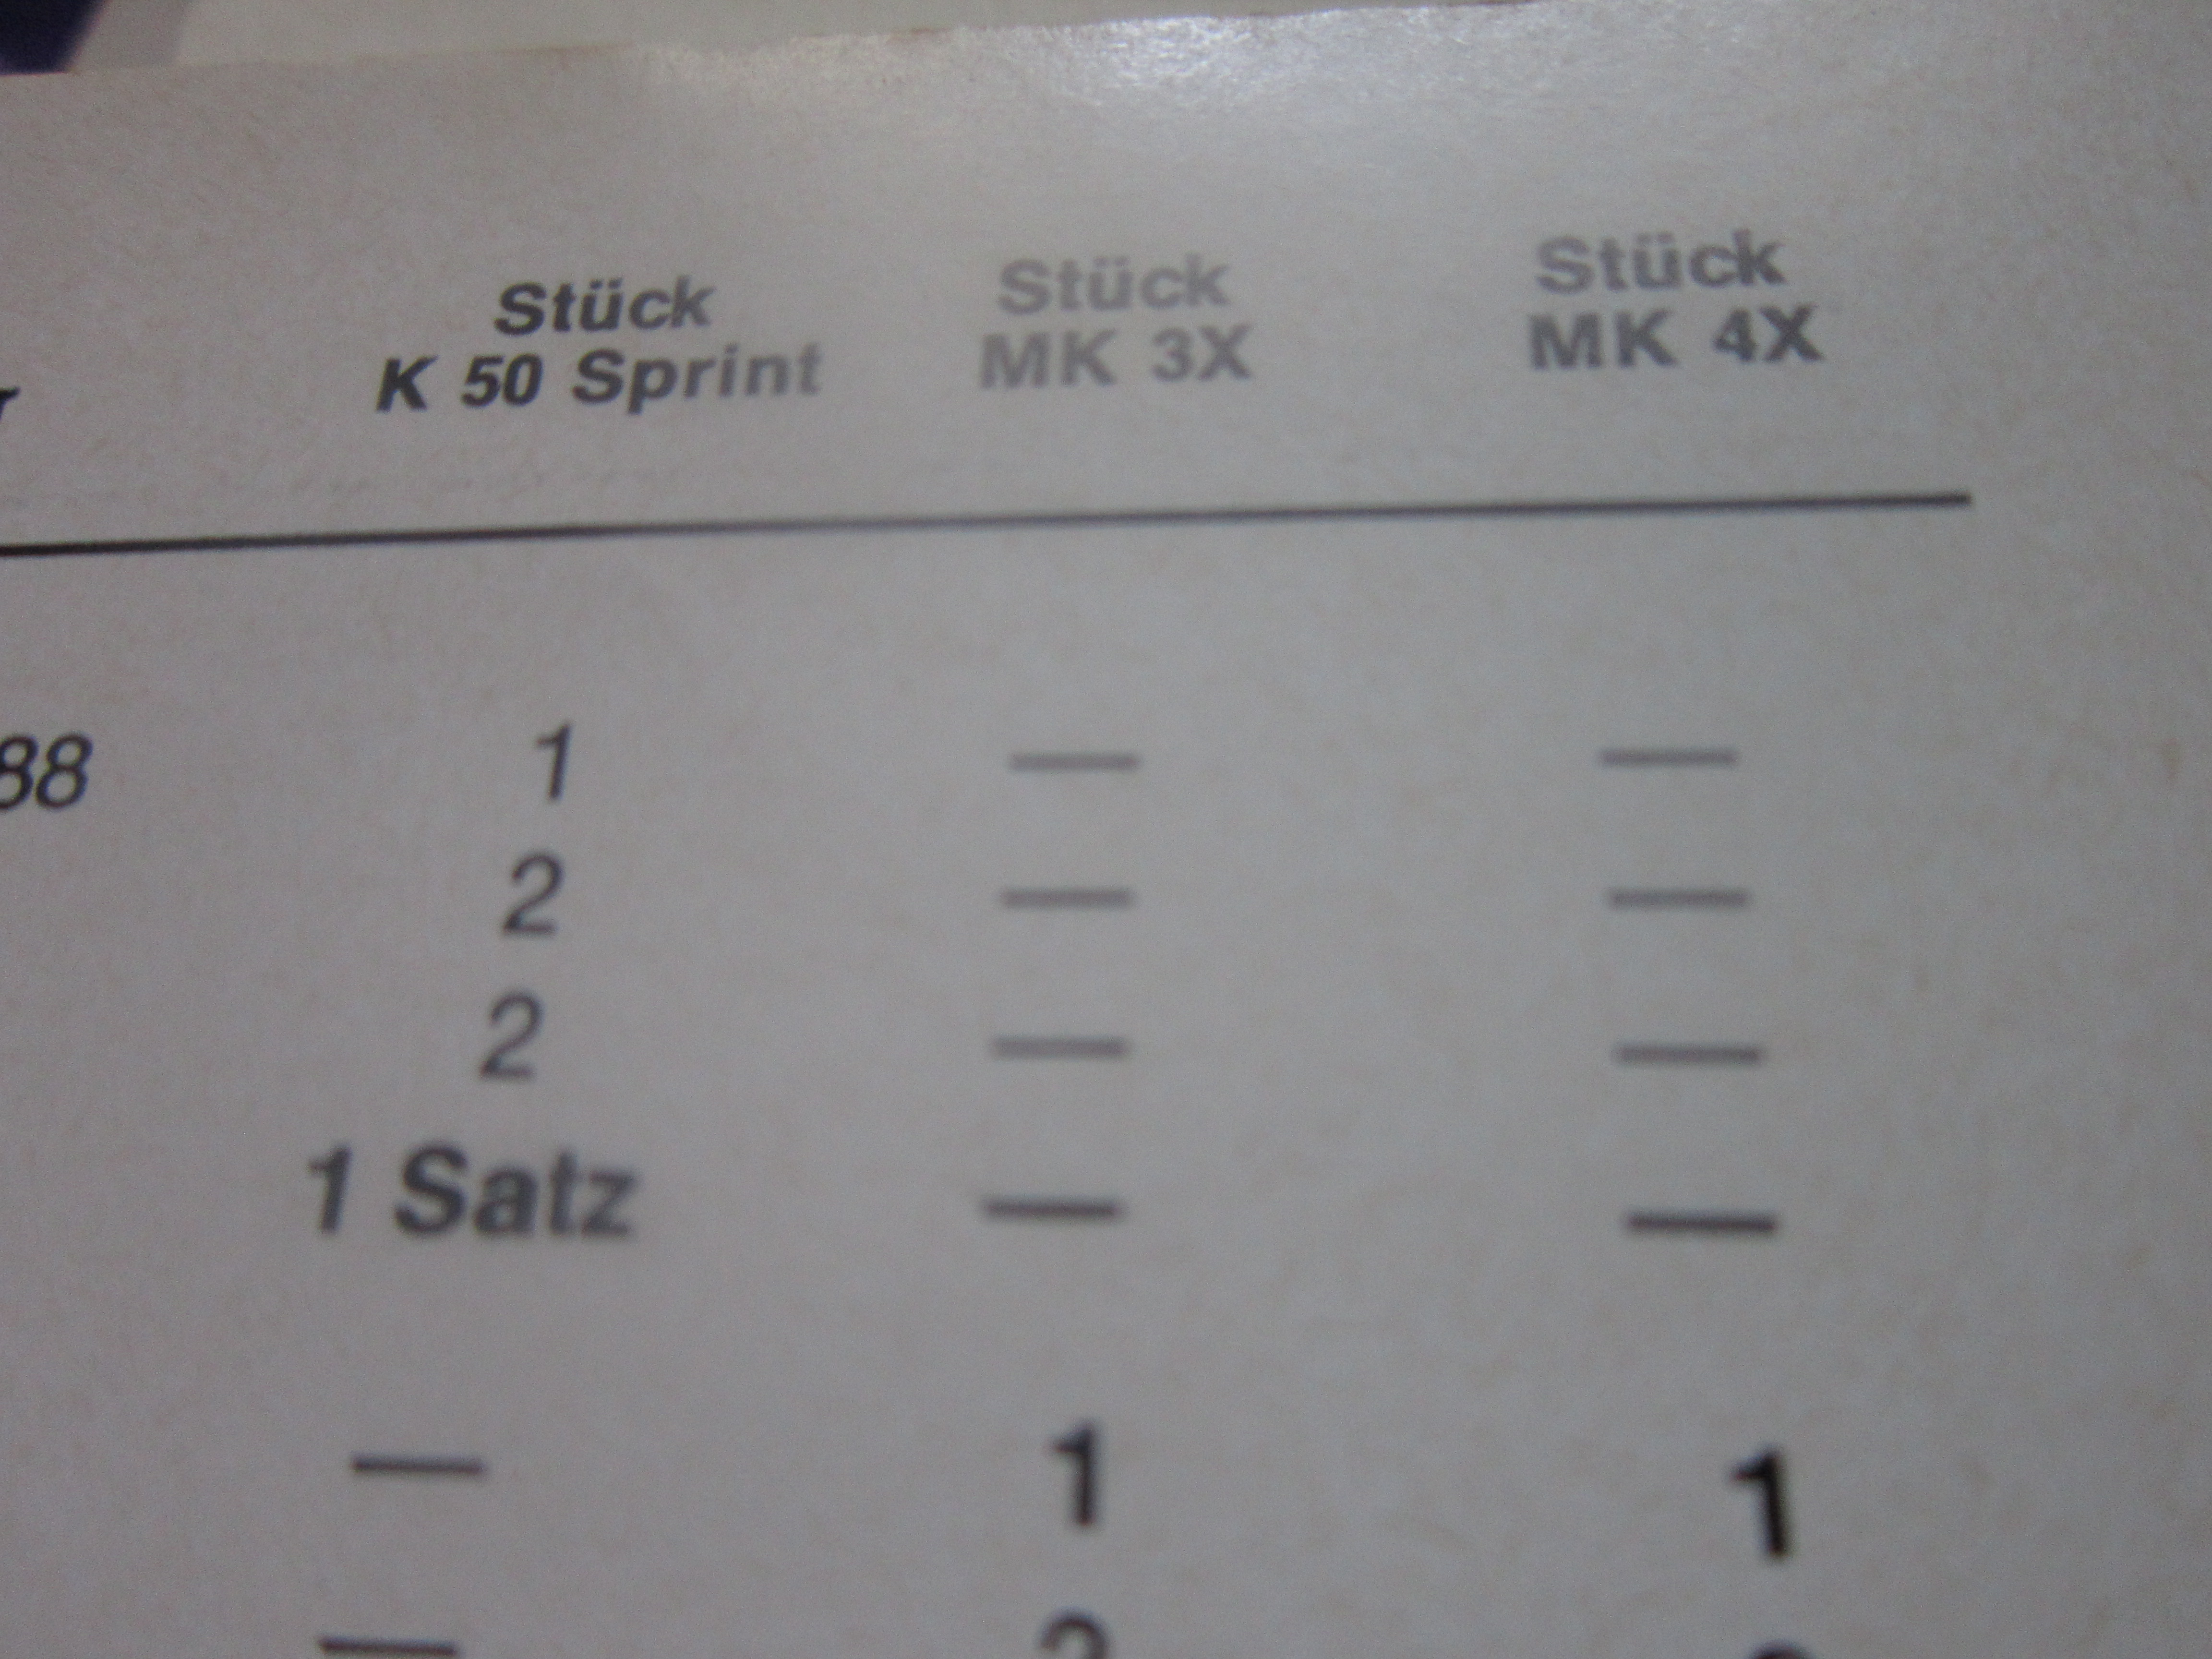 Stück Stück Stück
K 50 Sprint MK 3X MK 4X
88 1 — —
2 — —
2 — —
1 Satz — —
— 1 1
—